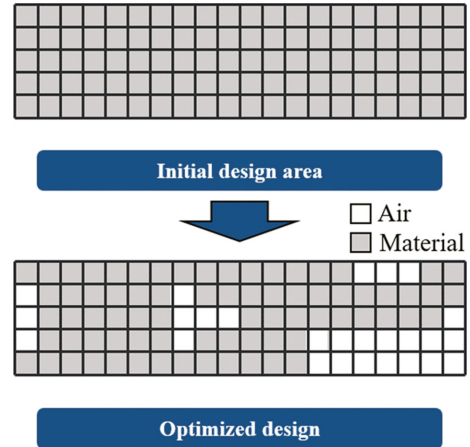 Initial design area
Air
Material
Optimized design